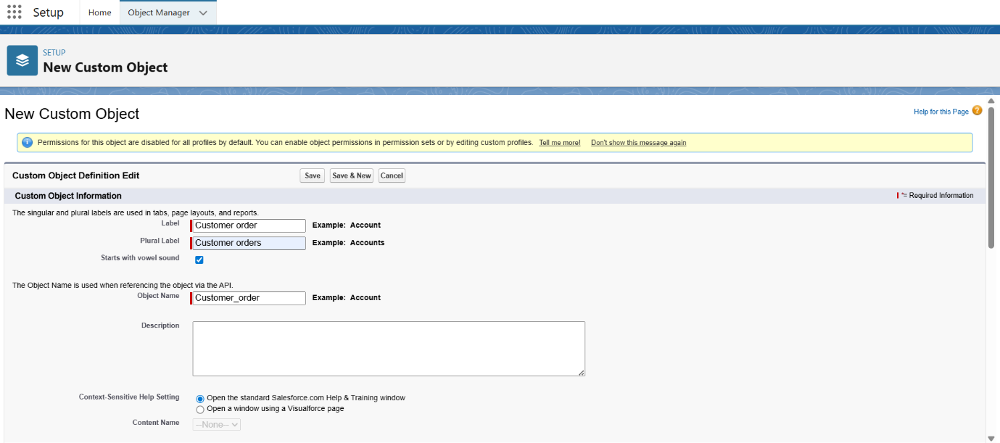 Setup Home Object Manager
SETUP
New Custom Object
New Custom Object
Help for this Page ?
i Permissions for this object are disabled for all profiles by default. You can enable object permissions in permission sets or by editing custom profiles. Tell me more! Don't show this message again
Custom Object Definition Edit Save Save & New Cancel
Custom Object Information *= Required Information
The singular and plural labels are used in tabs, page layouts, and reports.
Label Customer order Example: Account
Plural Label Customer orders Example: Accounts
Starts with vowel sound
The Object Name is used when referencing the object via the API.
Object Name Customer_order Example: Account
Description
Context-Sensitive Help Setting Open the standard Salesforce.com Help & Training window
Open a window using a Visualforce page
Content Name --None--